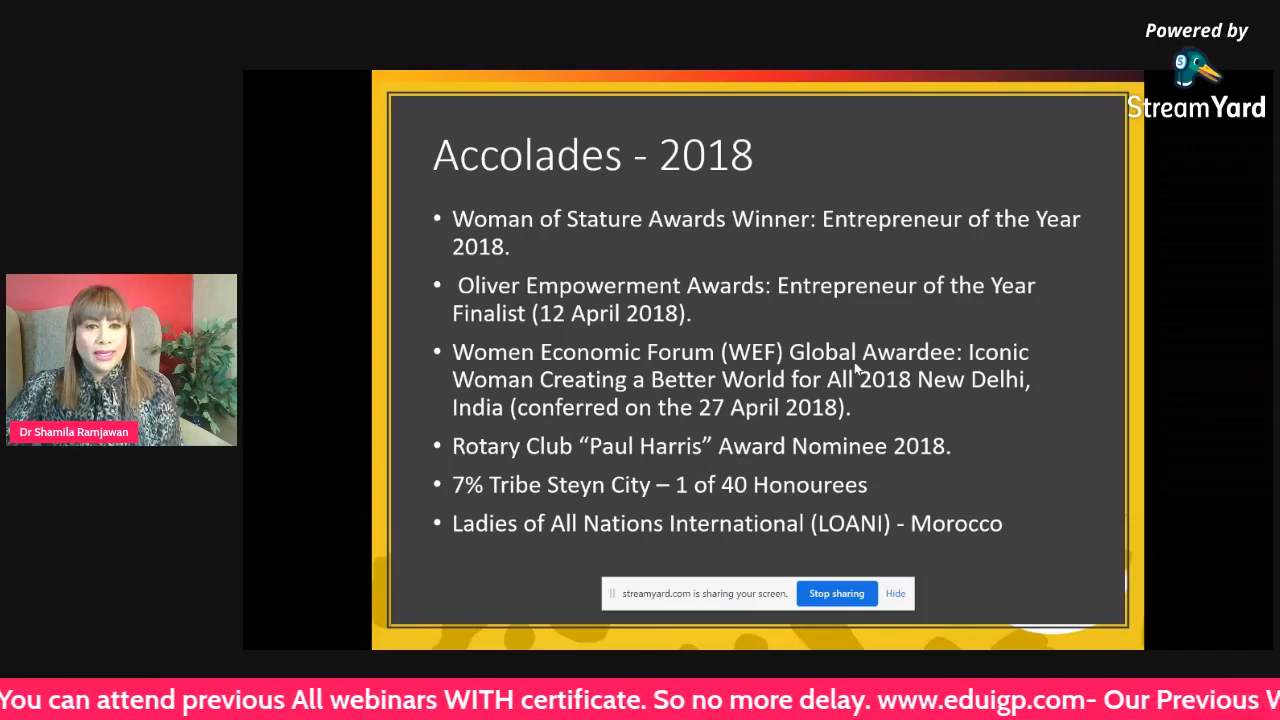 Powered by
S
StreamYard
Accolades - 2018
• Woman of Stature Awards Winner: Entrepreneur of the Year
2018.
• Oliver Empowerment Awards: Entrepreneur of the Year
Finalist (12 April 2018).
• Women Economic Forum (WEF) Global Awardee: Iconic
Woman Creating a Better World for All 2018 New Delhi,
India (conferred on the 27 April 2018).
• Rotary Club “Paul Harris” Award Nominee 2018.
• 7% Tribe Steyn City – 1 of 40 Honourees
• Ladies of All Nations International (LOANI) - Morocco
streamyard.com is sharing your screen.
Stop sharing
Hide
Dr Shamila Ramjawan
You can attend previous All webinars WITH certificate. So no more delay. www.eduigp.com- Our Previous W